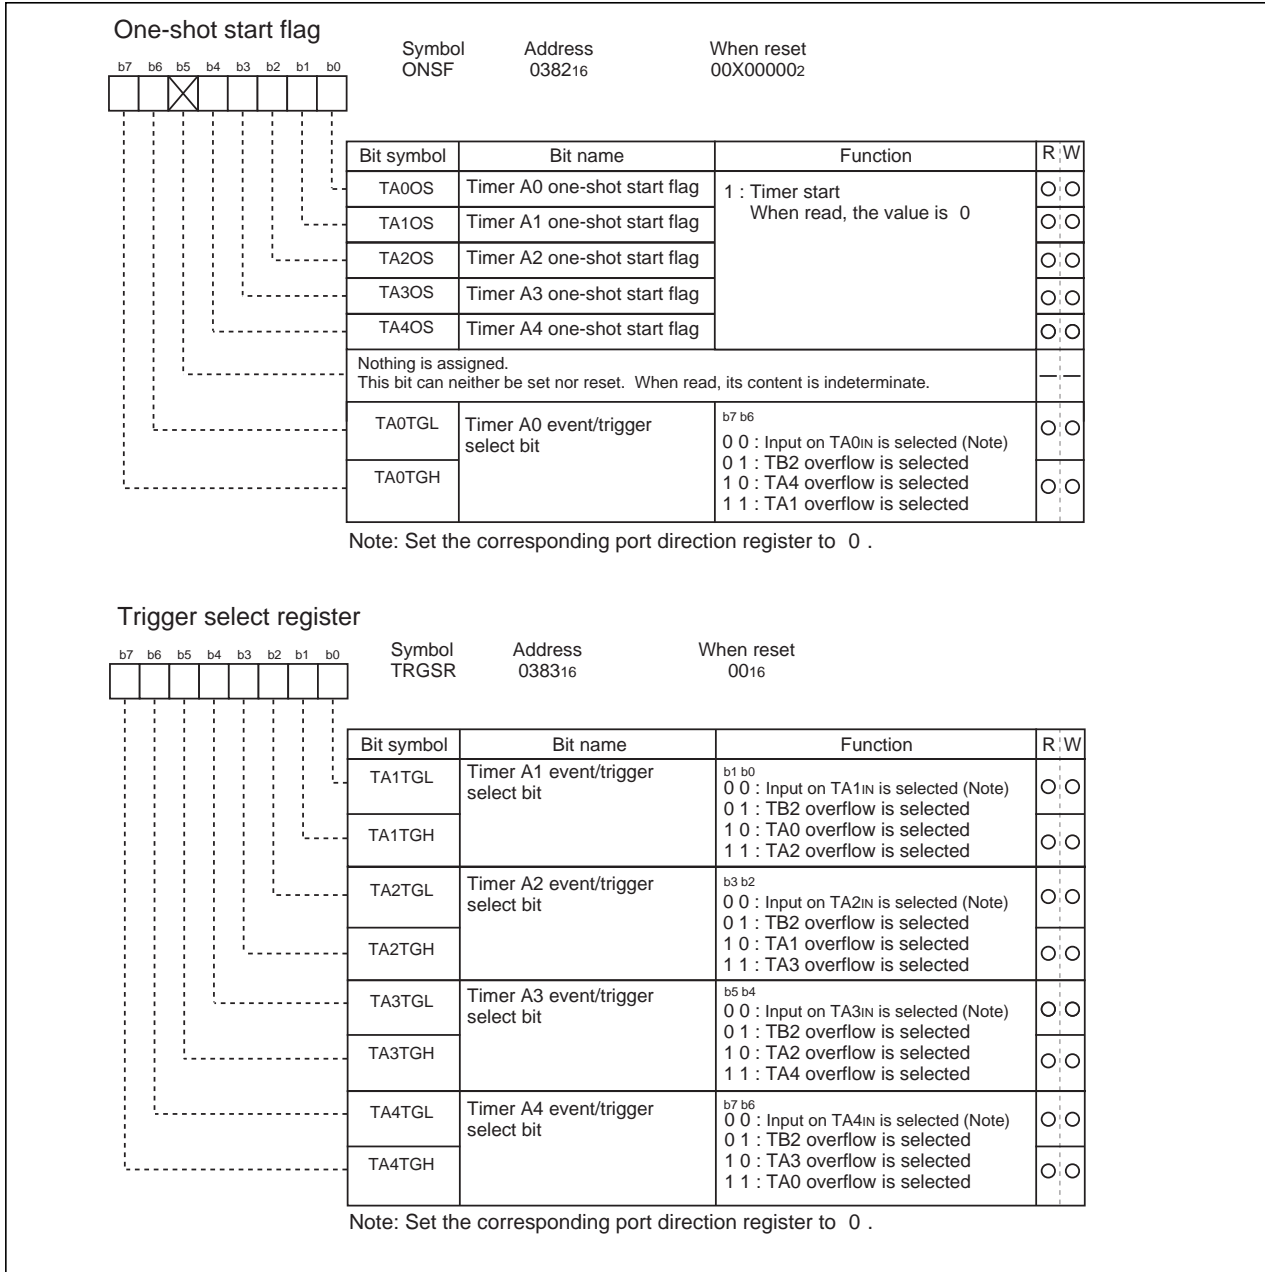 One-shot start flag
Symbol Address When reset
ONSF 038216 00X000002
b7 b6 b5 b4 b3 b2 b1 b0
Bit symbol Bit name Function R W
TA0OS Timer A0 one-shot start flag 1 : Timer start
When read, the value is 0
TA1OS Timer A1 one-shot start flag
TA2OS Timer A2 one-shot start flag
TA3OS Timer A3 one-shot start flag
TA4OS Timer A4 one-shot start flag
Nothing is assigned.
This bit can neither be set nor reset. When read, its content is indeterminate.
TA0TGL Timer A0 event/trigger
select bit
TA0TGH
b7 b6
0 0 : Input on TA0IN is selected (Note)
0 1 : TB2 overflow is selected
1 0 : TA4 overflow is selected
1 1 : TA1 overflow is selected
Note: Set the corresponding port direction register to 0 .
Trigger select register
Symbol Address When reset
TRGSR 038316 0016
b7 b6 b5 b4 b3 b2 b1 b0
Bit symbol Bit name Function R W
TA1TGL Timer A1 event/trigger
select bit
TA1TGH
b1 b0
0 0 : Input on TA1IN is selected (Note)
0 1 : TB2 overflow is selected
1 0 : TA0 overflow is selected
1 1 : TA2 overflow is selected
TA2TGL Timer A2 event/trigger
select bit
TA2TGH
b3 b2
0 0 : Input on TA2IN is selected (Note)
0 1 : TB2 overflow is selected
1 0 : TA1 overflow is selected
1 1 : TA3 overflow is selected
TA3TGL Timer A3 event/trigger
select bit
TA3TGH
b5 b4
0 0 : Input on TA3IN is selected (Note)
0 1 : TB2 overflow is selected
1 0 : TA2 overflow is selected
1 1 : TA4 overflow is selected
TA4TGL Timer A4 event/trigger
select bit
TA4TGH
b7 b6
0 0 : Input on TA4IN is selected (Note)
0 1 : TB2 overflow is selected
1 0 : TA3 overflow is selected
1 1 : TA0 overflow is selected
Note: Set the corresponding port direction register to 0 .